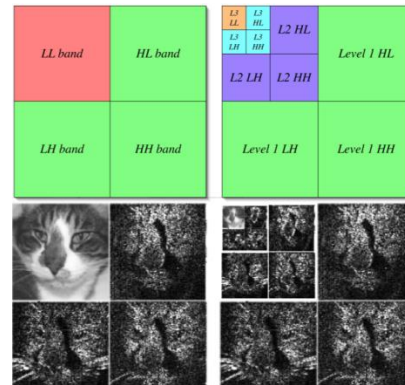 LL band
HL band
LH band
HH band
L3
LL
L3
HL
L3
LH
L3
HH
L2 HL
L2 LH
L2 HH
Level 1 HL
Level 1 LH
Level 1 HH